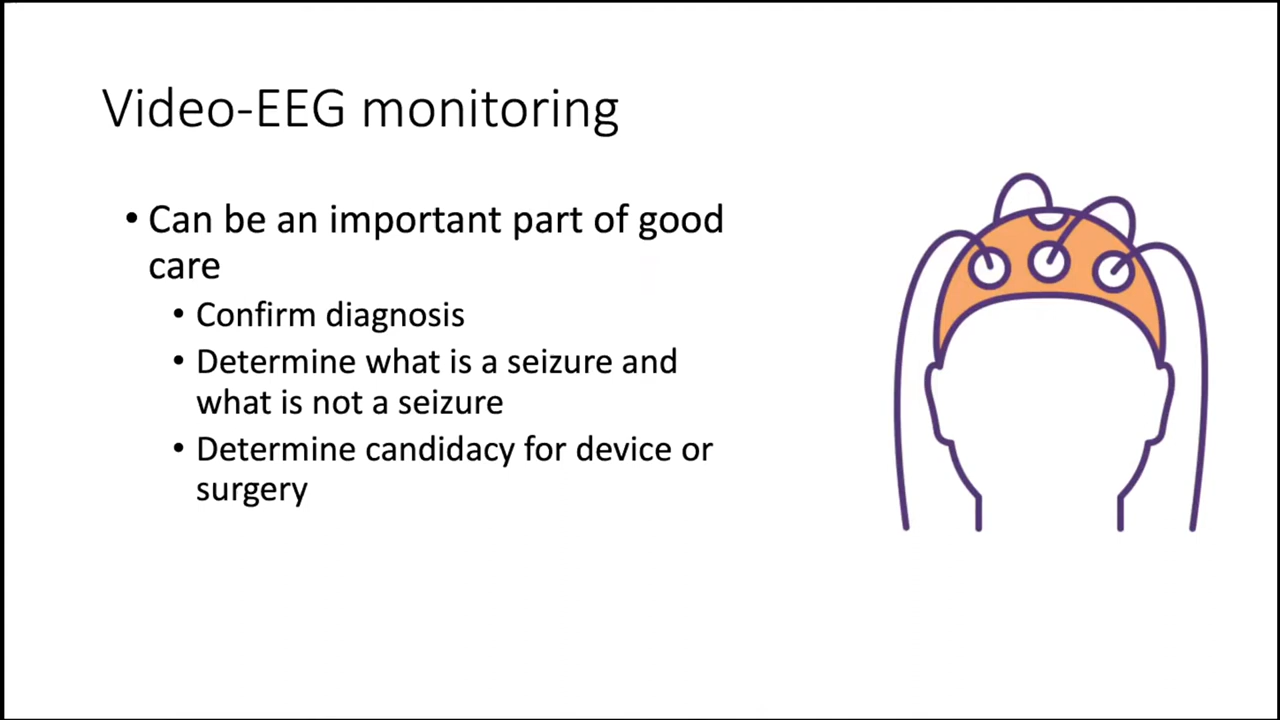 Video-EEG monitoring
• Can be an important part of good
care
• Confirm diagnosis
• Determine what is a seizure and
what is not a seizure
• Determine candidacy for device or
surgery